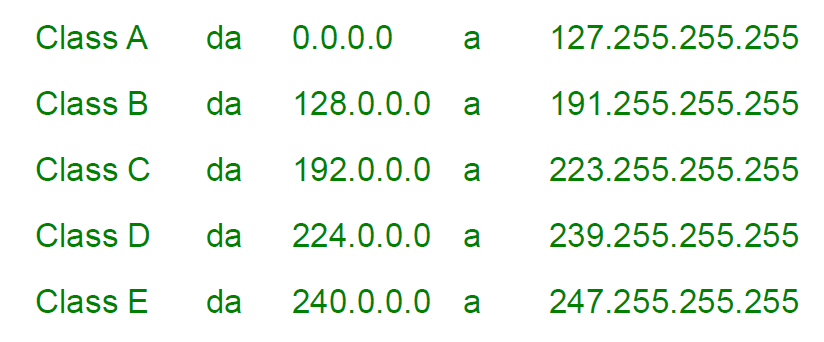 Class A da 0.0.0.0 a 127.255.255.255
Class B da 128.0.0.0 a 191.255.255.255
Class C da 192.0.0.0 a 223.255.255.255
Class D da 224.0.0.0 a 239.255.255.255
Class E da 240.0.0.0 a 247.255.255.255